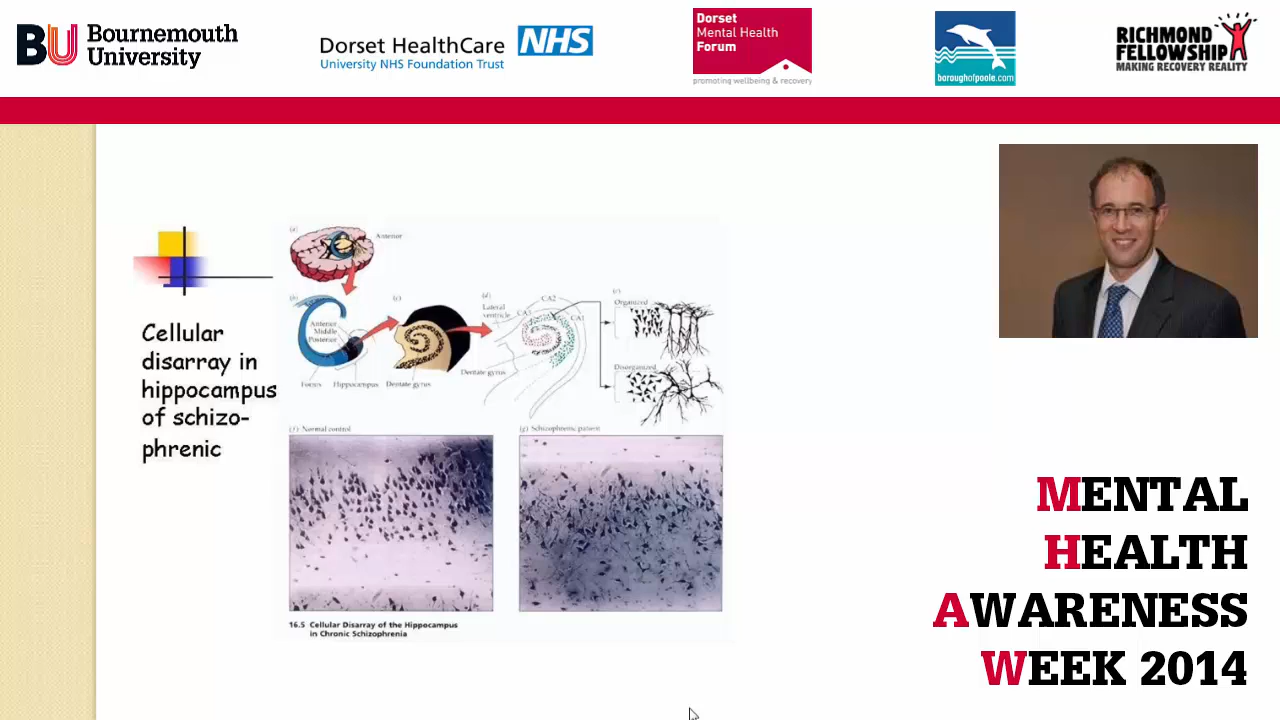 BU Bournemouth
University
Dorset HealthCare NHS
University NHS Foundation Trust
Dorset
Mental Health
Forum
promoting wellbeing & recovery
boroughofpoole.com
RICHMOND
FELLOWSHIP
MAKING RECOVERY REALITY
Cellular
disarray in
hippocampus
of schizo-
phrenic
(a)
Anterior
(b)
Anterior
Middle
Posterior
Hippocampus
(c)
Dentate gyrus
(d)
Lateral
ventricle
CA3
CA2
CA1
Dentate gyrus
(e)
Organized
Disorganized
(f) Normal control
(g) Schizophrenic patient
16.5 Cellular Disarray of the Hippocampus
in Chronic Schizophrenia
MENTAL
HEALTH
AWARENESS
WEEK 2014